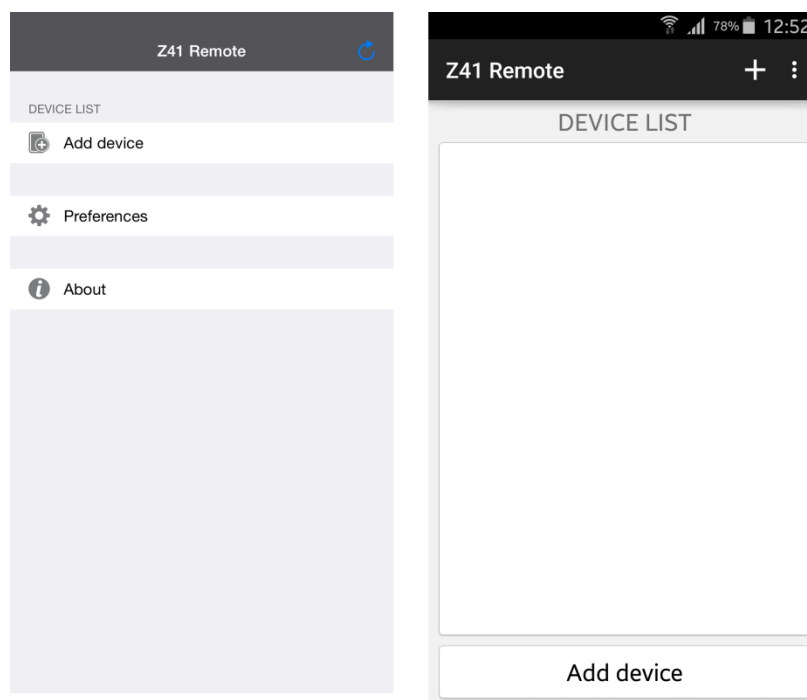 Z41 Remote
DEVICE LIST
Add device
Preferences
About
78% 12:52
Z41 Remote
DEVICE LIST
Add device